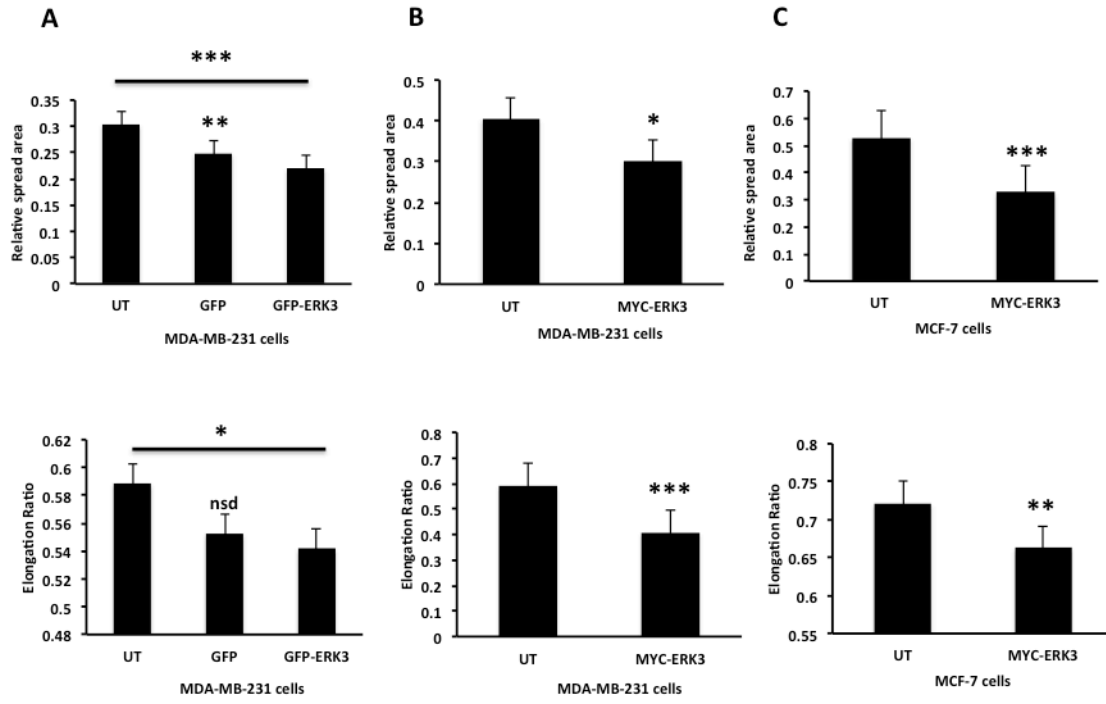 A
***
Relative spread area
0.35
0.3
0.25
0.2
0.15
0.1
0.05
0
**
UT GFP GFP-ERK3
MDA-MB-231 cells
B
Relative spread area
0.5
0.4
0.3
0.2
0.1
0
*
UT MYC-ERK3
MDA-MB-231 cells
C
Relative spread area
0.7
0.6
0.5
0.4
0.3
0.2
0.1
0
***
UT MYC-ERK3
MCF-7 cells
*
Elongation Ratio
0.62
0.6
0.58
0.56
0.54
0.52
0.5
0.48
nsd
UT GFP GFP-ERK3
MDA-MB-231 cells
Elongation Ratio
0.8
0.7
0.6
0.5
0.4
0.3
0.2
0.1
0
***
UT MYC-ERK3
MDA-MB-231 cells
Elongation Ratio
0.8
0.75
0.7
0.65
0.6
0.55
**
UT MYC-ERK3
MCF-7 cells